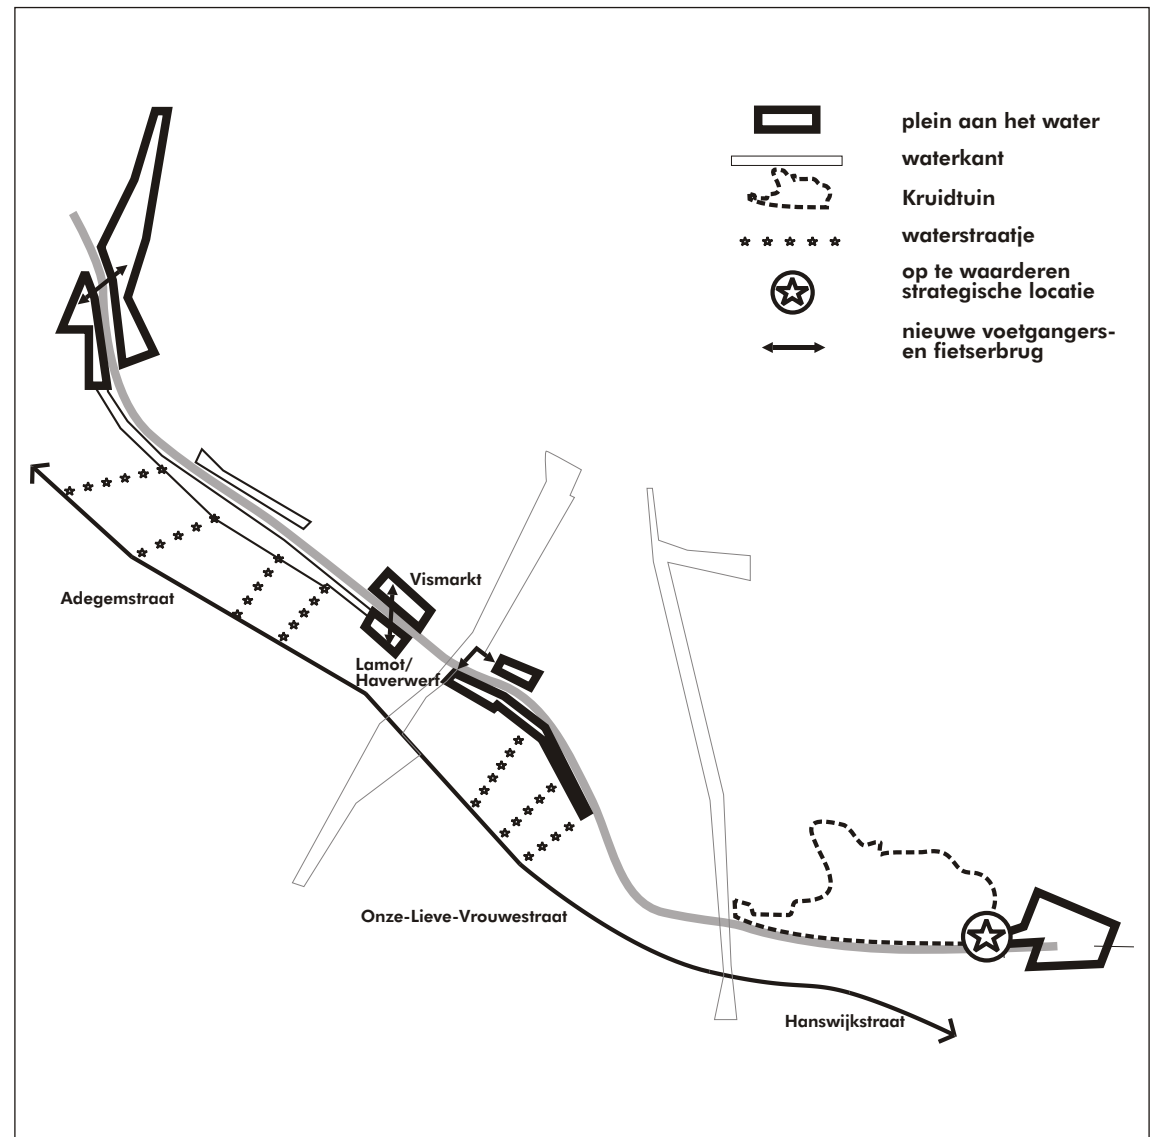 plein aan het water
waterkant
Kruidtuin
waterstraatje
op te waarderen
strategische locatie
nieuwe voetgangers-
en fietserbrug
Vismarkt
Adegemstraat
Lamot/
Haverwerf
Onze-Lieve-Vrouwestraat
Hanswijkstraat